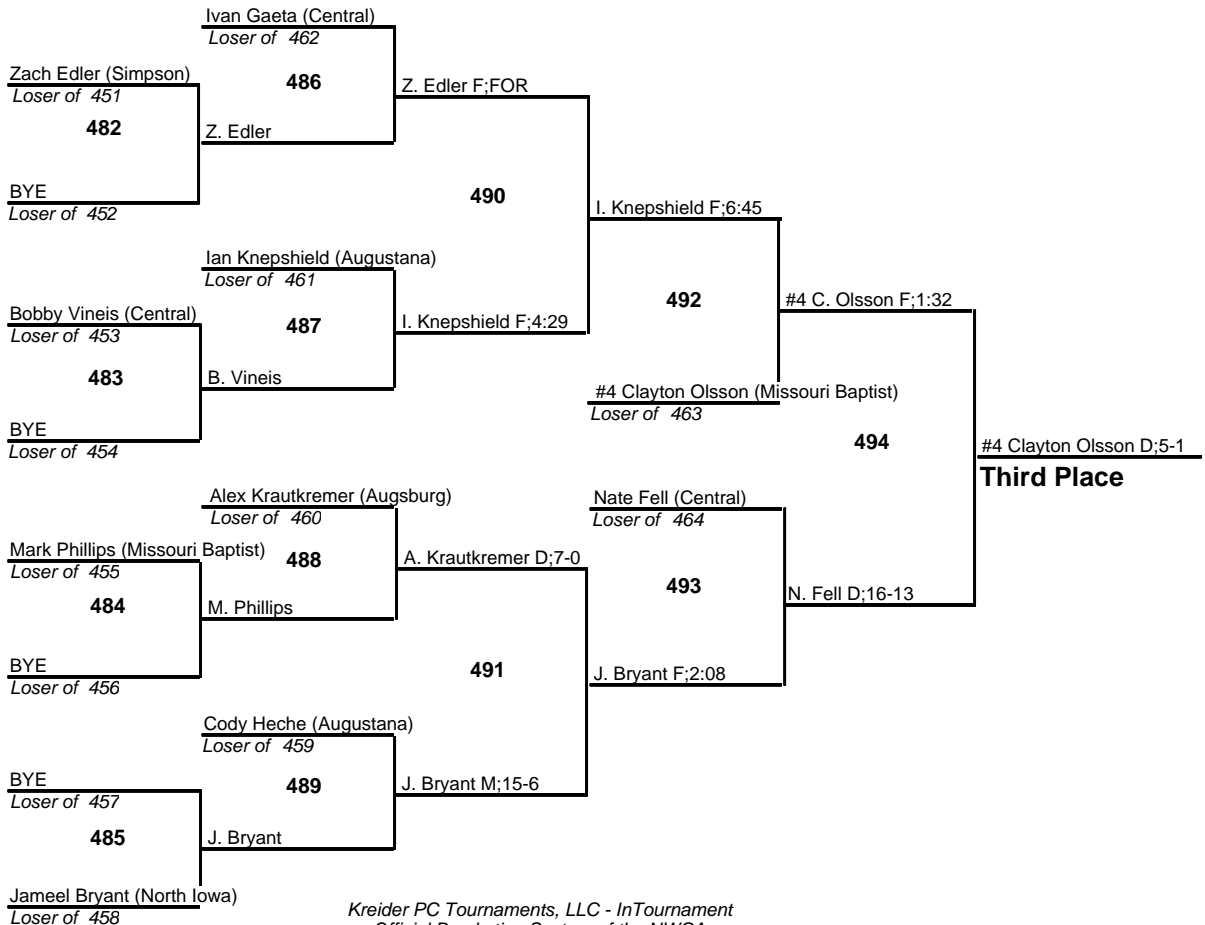 Ivan Gaeta (Central)
Loser of 462
Zach Edler (Simpson)
Loser of 451
486
Z. Edler F;FOR
482
Z. Edler
BYE
Loser of 452
490
I. Knepshield F;6:45
Ian Knepshield (Augustana)
Loser of 461
Bobby Vineis (Central)
Loser of 453
487
I. Knepshield F;4:29
492
#4 C. Olsson F;1:32
483
B. Vineis
#4 Clayton Olsson (Missouri Baptist)
Loser of 463
BYE
Loser of 454
494
#4 Clayton Olsson D;5-1
Third Place
Alex Krautkremer (Augsburg)
Loser of 460
Nate Fell (Central)
Loser of 464
Mark Phillips (Missouri Baptist)
Loser of 455
488
A. Krautkremer D;7-0
484
M. Phillips
493
N. Fell D;16-13
BYE
Loser of 456
491
J. Bryant F;2:08
Cody Heche (Augustana)
Loser of 459
BYE
Loser of 457
489
J. Bryant M;15-6
485
J. Bryant
Jameel Bryant (North Iowa)
Loser of 458
Kreider PC Tournaments, LLC - InTournament